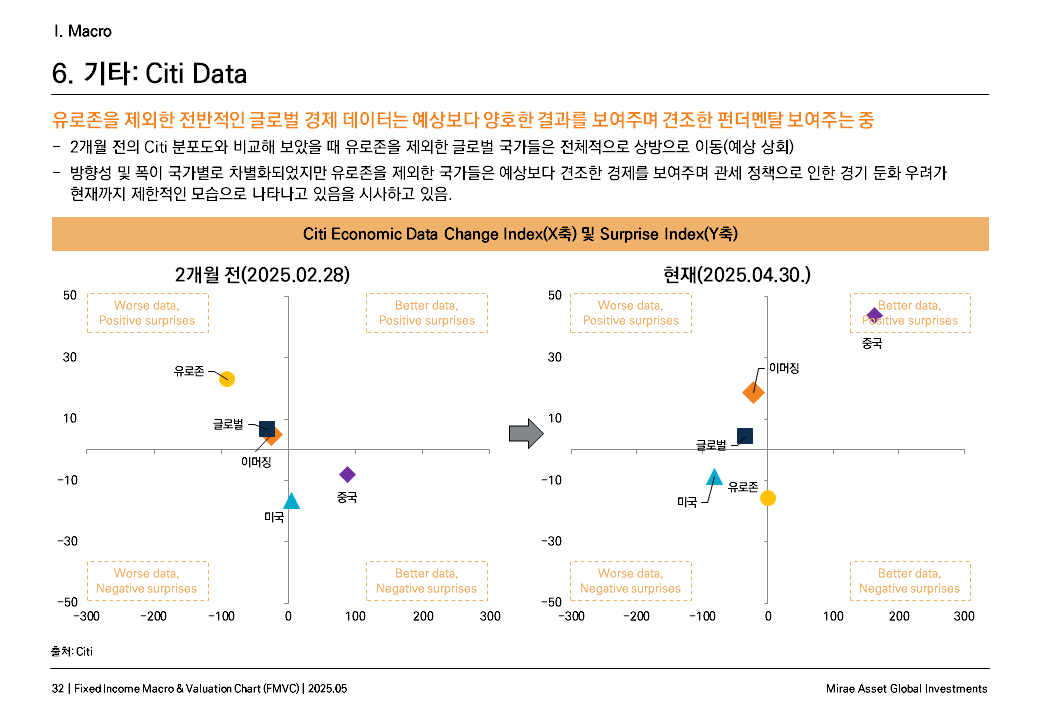 I. Macro
6. 기타: Citi Data
유로존을 제외한 전반적인 글로벌 경제 데이터는 예상보다 양호한 결과를 보여주며 견조한 펀더멘탈 보여주는 중
- 2개월 전의 Citi 분포도와 비교해 보았을 때 유로존을 제외한 글로벌 국가들은 전체적으로 상방으로 이동(예상 상회)
- 방향성 및 폭이 국가별로 차별화되었지만 유로존을 제외한 국가들은 예상보다 견조한 경제를 보여주며 관세 정책으로 인한 경기 둔화 우려가
현재까지 제한적인 모습으로 나타나고 있음을 시사하고 있음.
Citi Economic Data Change Index(X축) 및 Surprise Index(Y축)
2개월 전(2025.02.28)
50
30
10
-10
-30
-50
Worse data,
Positive surprises
Better data,
Positive surprises
유로존
글로벌
이머징
중국
미국
Worse data,
Negative surprises
Better data,
Negative surprises
-300
-200
-100
0
100
200
300
현재(2025.04.30.)
50
30
10
-10
-30
-50
Worse data,
Positive surprises
Better data,
Positive surprises
중국
이머징
글로벌
유로존
미국
Worse data,
Negative surprises
Better data,
Negative surprises
-300
-200
-100
0
100
200
300
출처: Citi
32 | Fixed Income Macro & Valuation Chart (FMVC) | 2025.05
Mirae Asset Global Investments